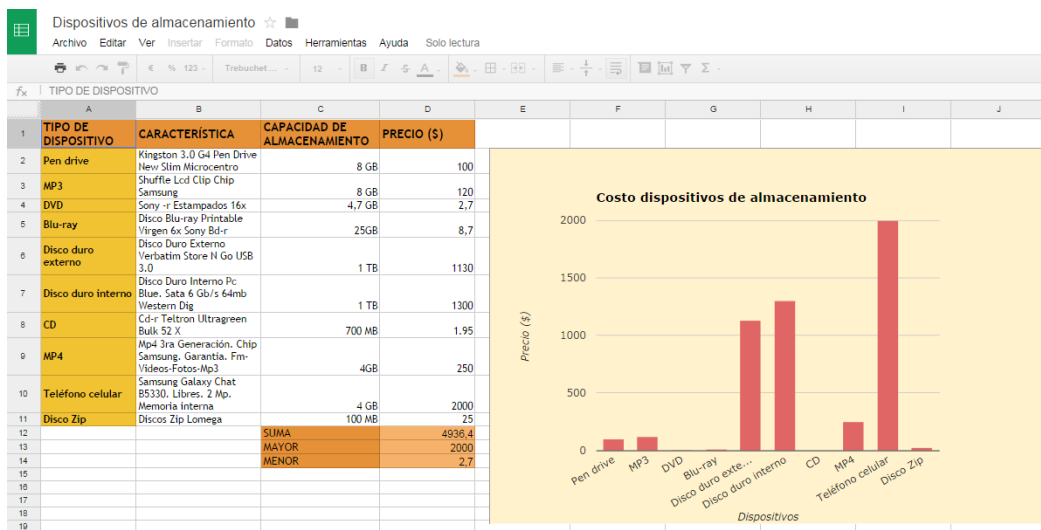 Dispositivos de almacenamiento
Archivo Editar Ver Insertar Formato Datos Herramientas Ayuda Solo lectura
€ % 123 - Trebuchet ... - 12 - B I S A
fx TIPO DE DISPOSITIVO
A B C D E F G H I J
1 TIPO DE DISPOSITIVO CARACTERÍSTICA CAPACIDAD DE ALMACENAMIENTO PRECIO ($)
2 Pen drive Kingston 3.0 G4 Pen Drive New Slim Microcentro 8 GB 100
3 MP3 Shuffle Lcd Clip Chip Samsung 8 GB 120
4 DVD Sony -r Estampados 16x 4,7 GB 2,7
5 Blu-ray Disco Blu-ray Printable Virgen 6x Sony Bd-r 25GB 8,7
6 Disco duro externo Disco Duro Externo Verbatim Store N Go USB 3.0 1 TB 1130
7 Disco duro interno Disco Duro Interno Pc Blue. Sata 6 Gb/s 64mb Western Dig 1 TB 1300
8 CD Cd-r Teltron Ultragreen Bulk 52 X 700 MB 1.95
9 MP4 Mp4 3ra Generación. Chip Samsung. Garantía. Fm-Videos-Fotos-Mp3 4GB 250
10 Teléfono celular Samsung Galaxy Chat B5330. Libres. 2 Mp. Memoria interna 4 GB 2000
11 Disco Zip Discos Zip Lomega 100 MB 25
12 SUMA 4936,4
13 MAYOR 2000
14 MENOR 2,7
15
16
17
18
19
Costo dispositivos de almacenamiento
2000
1500
1000
500
0
Precio ($)
Pen drive MP3 DVD Blu-ray Disco duro exte... Disco duro interno CD MP4 Teléfono celular Disco Zip
Dispositivos